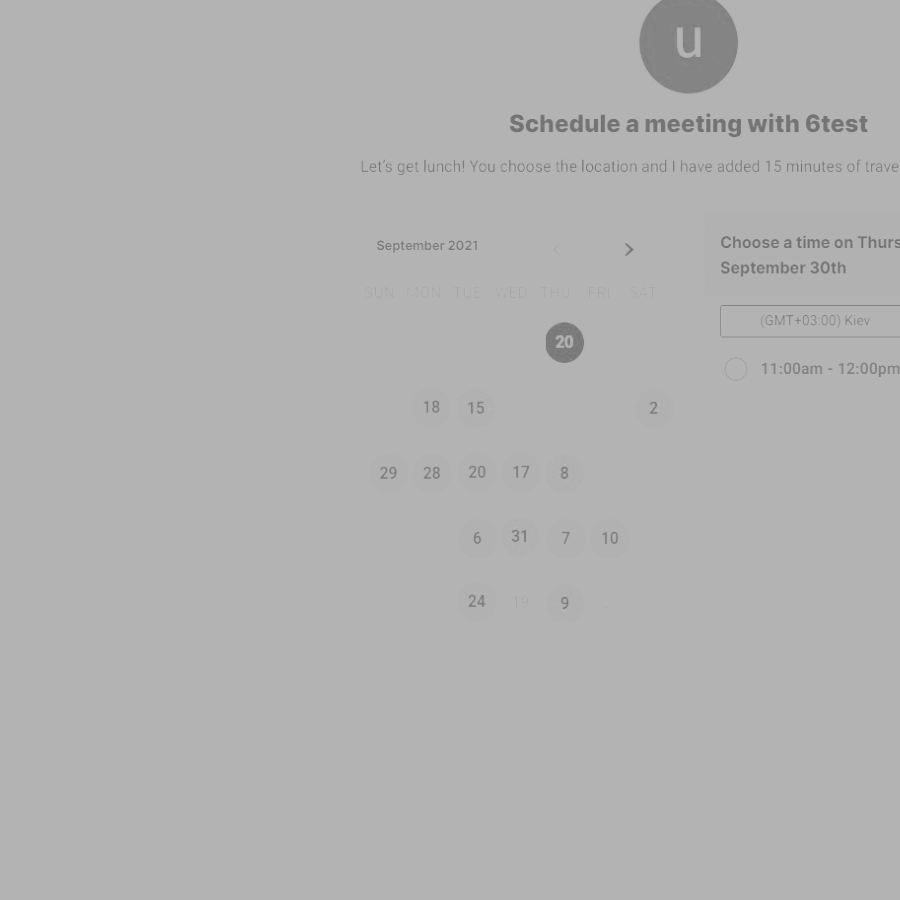 u
Schedule a meeting with 6test
Let's get lunch! You choose the location and I have added 15 minutes of trave
September 2021
Choose a time on Thurs
September 30th
SUN MON TUE WED THU FRI SAT
(GMT+03:00) Kiev
20
11:00am - 12:00pm
18 15 2
29 28 20 17 8
6 31 7 10
24 19 9